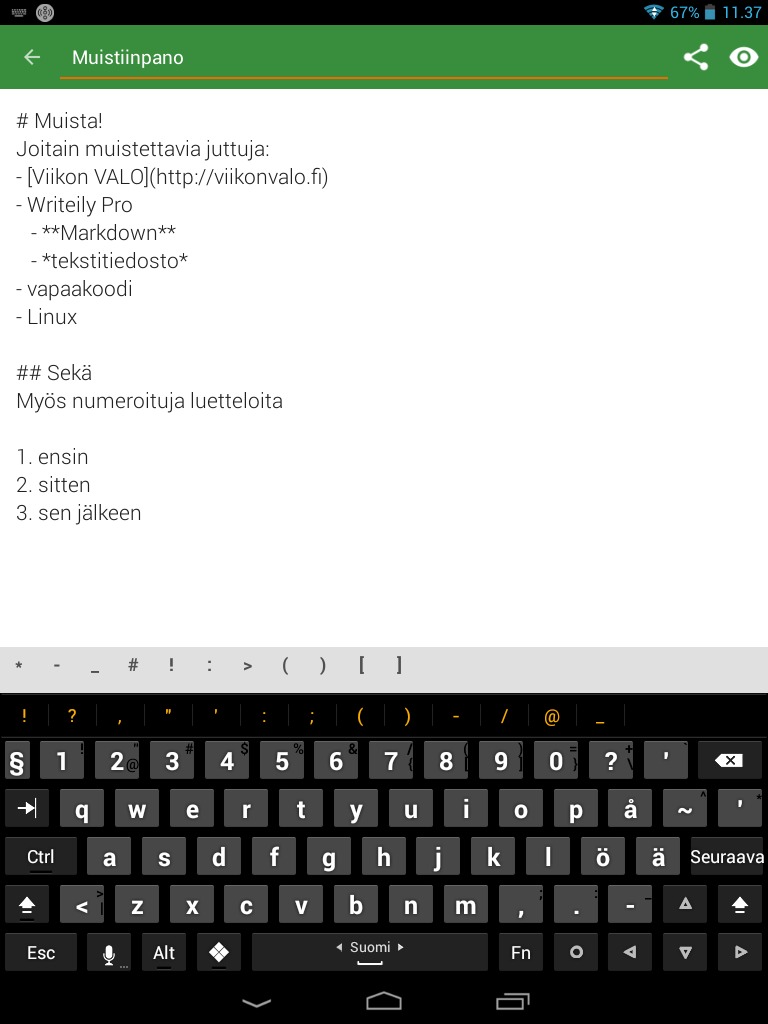 67% 11.37
Muistiinpano
# Muista!
Joitain muistettavia juttuja:
- [Viikon VALO](http://viikonvalo.fi)
- Writeily Pro
- **Markdown**
- *tekstitiedosto*
- vapaakoodi
- Linux
## Sekä
Myös numeroituja luetteloita
1. ensin
2. sitten
3. sen jälkeen
* - _ # ! : > ( ) [ ]
! ? , " ' : ; ( ) - / @ _
§ 1 ! 2 " @ 3 # 4 $ 5 % 6 & 7 / { 8 ( [ 9 ) ] 0 = } ? + \ ' `
q w e r t y u i o p å ~ ^ ' *
Ctrl a s d f g h j k l ö ä Seuraava
< > | z x c v b n m , ; . : - _
Esc ... Alt Suomi Fn